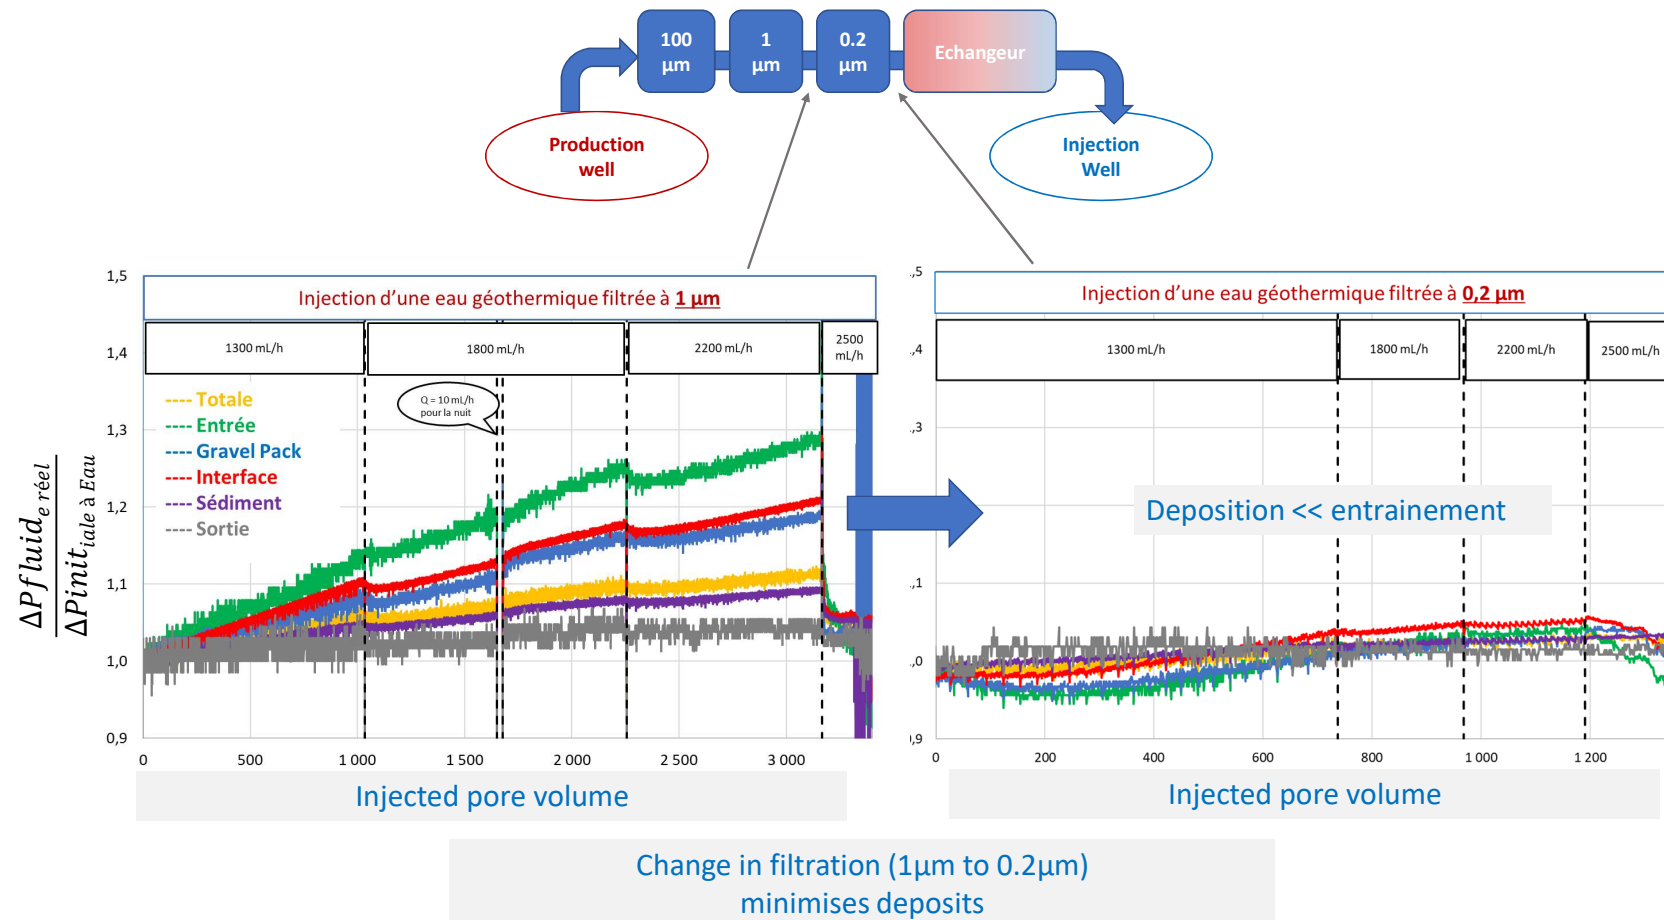 100
µm
1
µm
0.2
µm
Echangeur
Production
well
Injection
Well
1,5
1,4
1,3
1,2
1,1
1,0
0,9
ΔPfluid_{e réel}
ΔPinit_{iale à Eau}
Injection d'une eau géothermique filtrée à 1 µm
1300 mL/h
1800 mL/h
2200 mL/h
2500
mL/h
Q = 10 mL/h
pour la nuit
---- Totale
---- Entrée
---- Gravel Pack
---- Interface
---- Sédiment
---- Sortie
0
500
1 000
1 500
2 000
2 500
3 000
Injected pore volume
,5
,4
,3
,1
,0
,9
Injection d'une eau géothermique filtrée à 0,2 µm
1300 mL/h
1800 mL/h
2200 mL/h
2500 mL/h
Deposition << entrainement
0
200
400
600
800
1 000
1 200
Injected pore volume
Change in filtration (1µm to 0.2µm)
minimises deposits